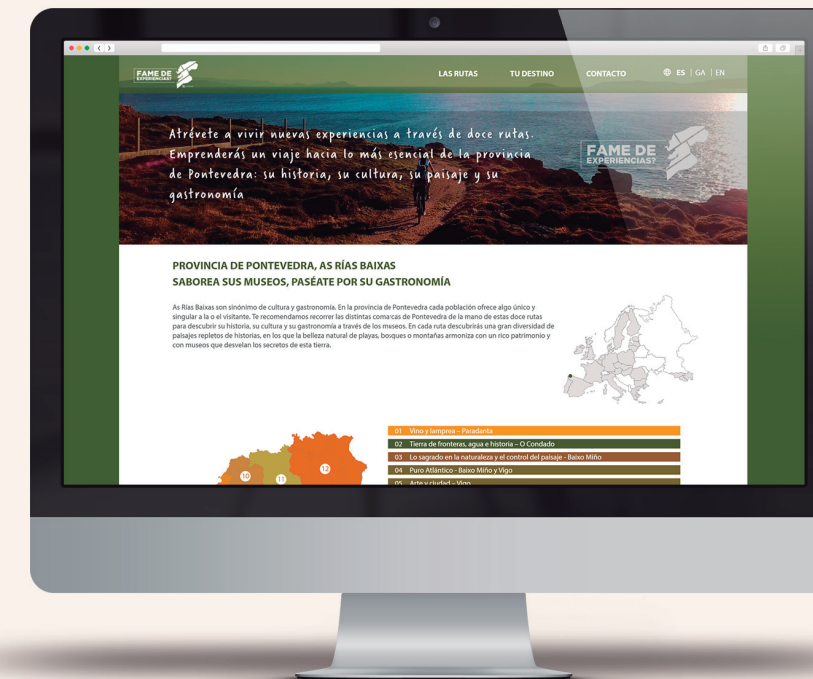 FAME DE
EXPERIENCIAS?
LAS RUTAS
TU DESTINO
CONTACTO
ES | GA | EN
Atrévete a vivir nuevas experiencias a través de doce rutas.
Emprenderás un viaje hacia lo más esencial de la provincia
de Pontevedra: su historia, su cultura, su paisaje y su
gastronomía
FAME DE
EXPERIENCIAS?
PROVINCIA DE PONTEVEDRA, AS RÍAS BAIXAS
SABOREA SUS MUSEOS, PASÉATE POR SU GASTRONOMÍA
As Rías Baixas son sinónimo de cultura y gastronomía. En la provincia de Pontevedra cada población ofrece algo único y
singular a la o el visitante. Te recomendamos recorrer las distintas comarcas de Pontevedra de la mano de estas doce rutas
para descubrir su historia, su cultura y su gastronomía a través de los museos. En cada ruta descubrirás una gran diversidad de
paisajes repletos de historias, en los que la belleza natural de playas, bosques o montañas armoniza con un rico patrimonio y
con museos que desvelan los secretos de esta tierra.
01 Vino y lamprea – Paradanta
02 Tierra de fronteras, agua e historia – O Condado
03 Lo sagrado en la naturaleza y el control del paisaje - Baixo Miño
04 Puro Atlántico - Baixo Miño y Vigo
05 Arte y ciudad – Vigo
10
11
12